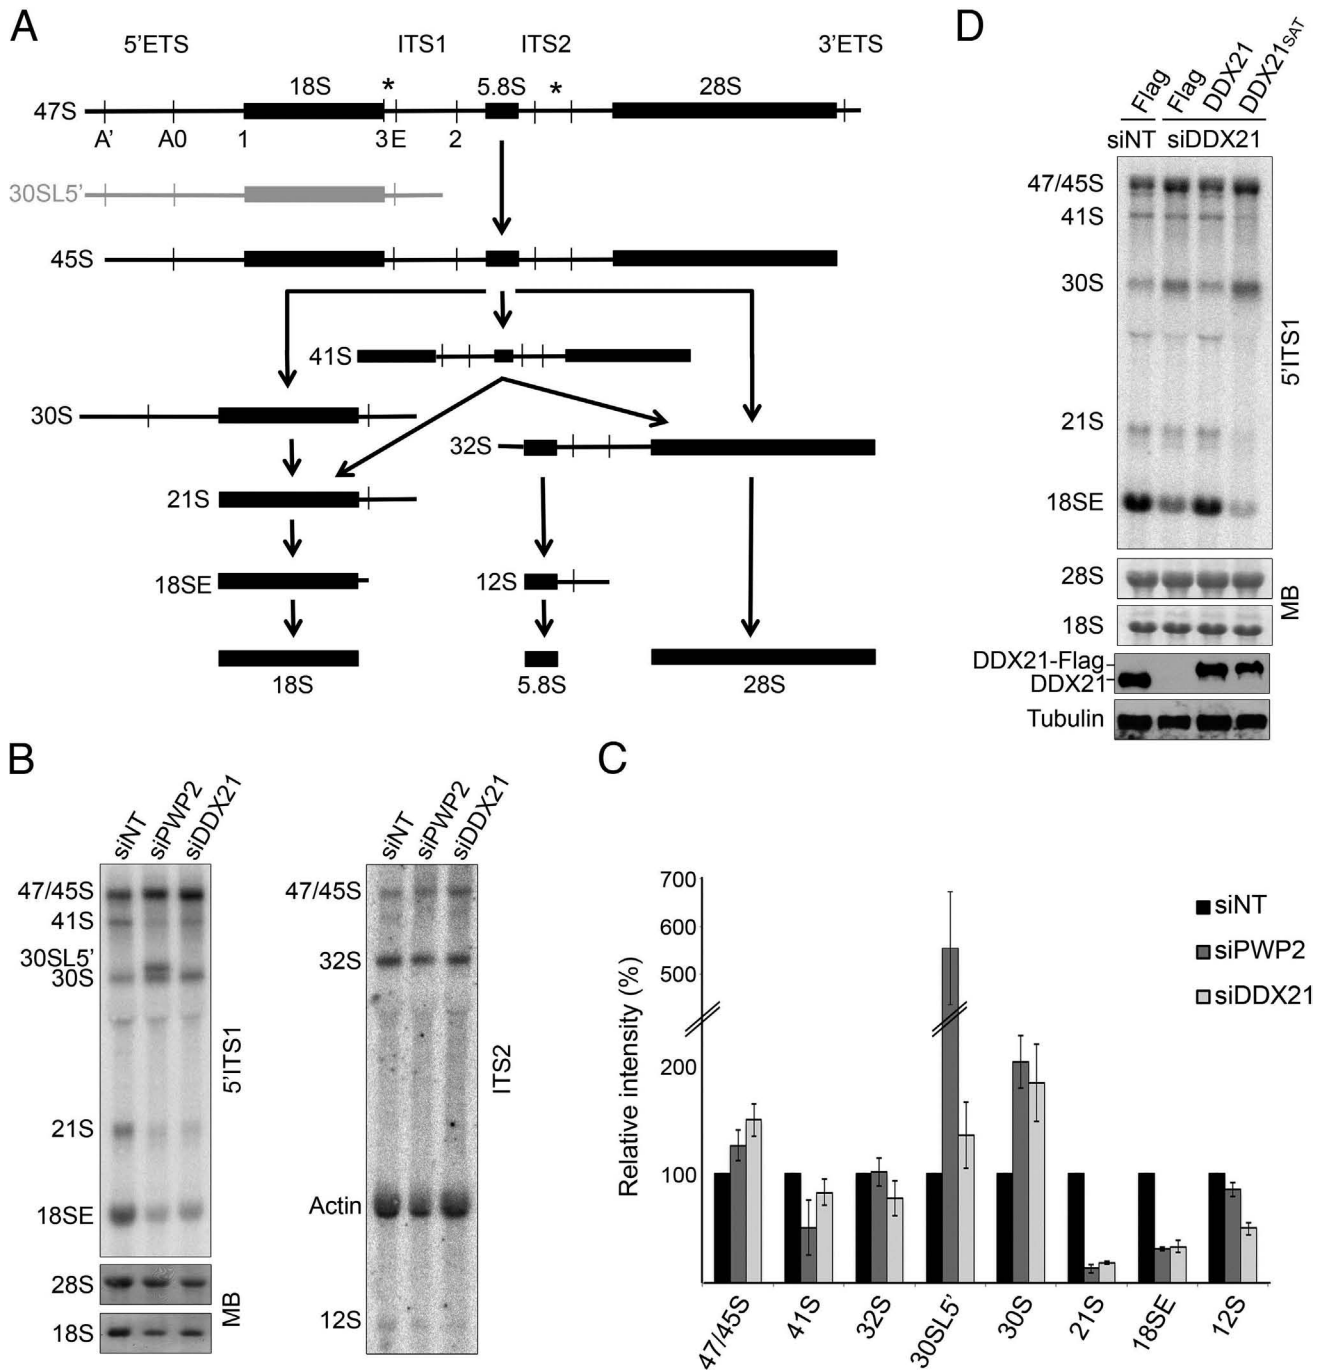 A
5'ETS ITS1 ITS2 3'ETS
18S * 5.8S * 28S
47S
A' A0 1 3 E 2
30SL5'
45S
41S
30S
32S
21S
18SE 12S
18S 5.8S 28S
B
siNT siPWP2 siDDX21
47/45S
41S
30SL5'
30S
21S
18SE
5'ITS1
28S
18S
MB
siNT siPWP2 siDDX21
47/45S
32S
Actin
12S
ITS2
C
Relative intensity (%)
700
600
500
200
100
siNT
siPWP2
siDDX21
47/45S 41S 32S 30SL5' 30S 21S 18SE 12S
D
Flag Flag DDX21 DDX21SAT
siNT siDDX21
47/45S
41S
30S
21S
18SE
5'ITS1
28S
18S
MB
DDX21-Flag
DDX21
Tubulin